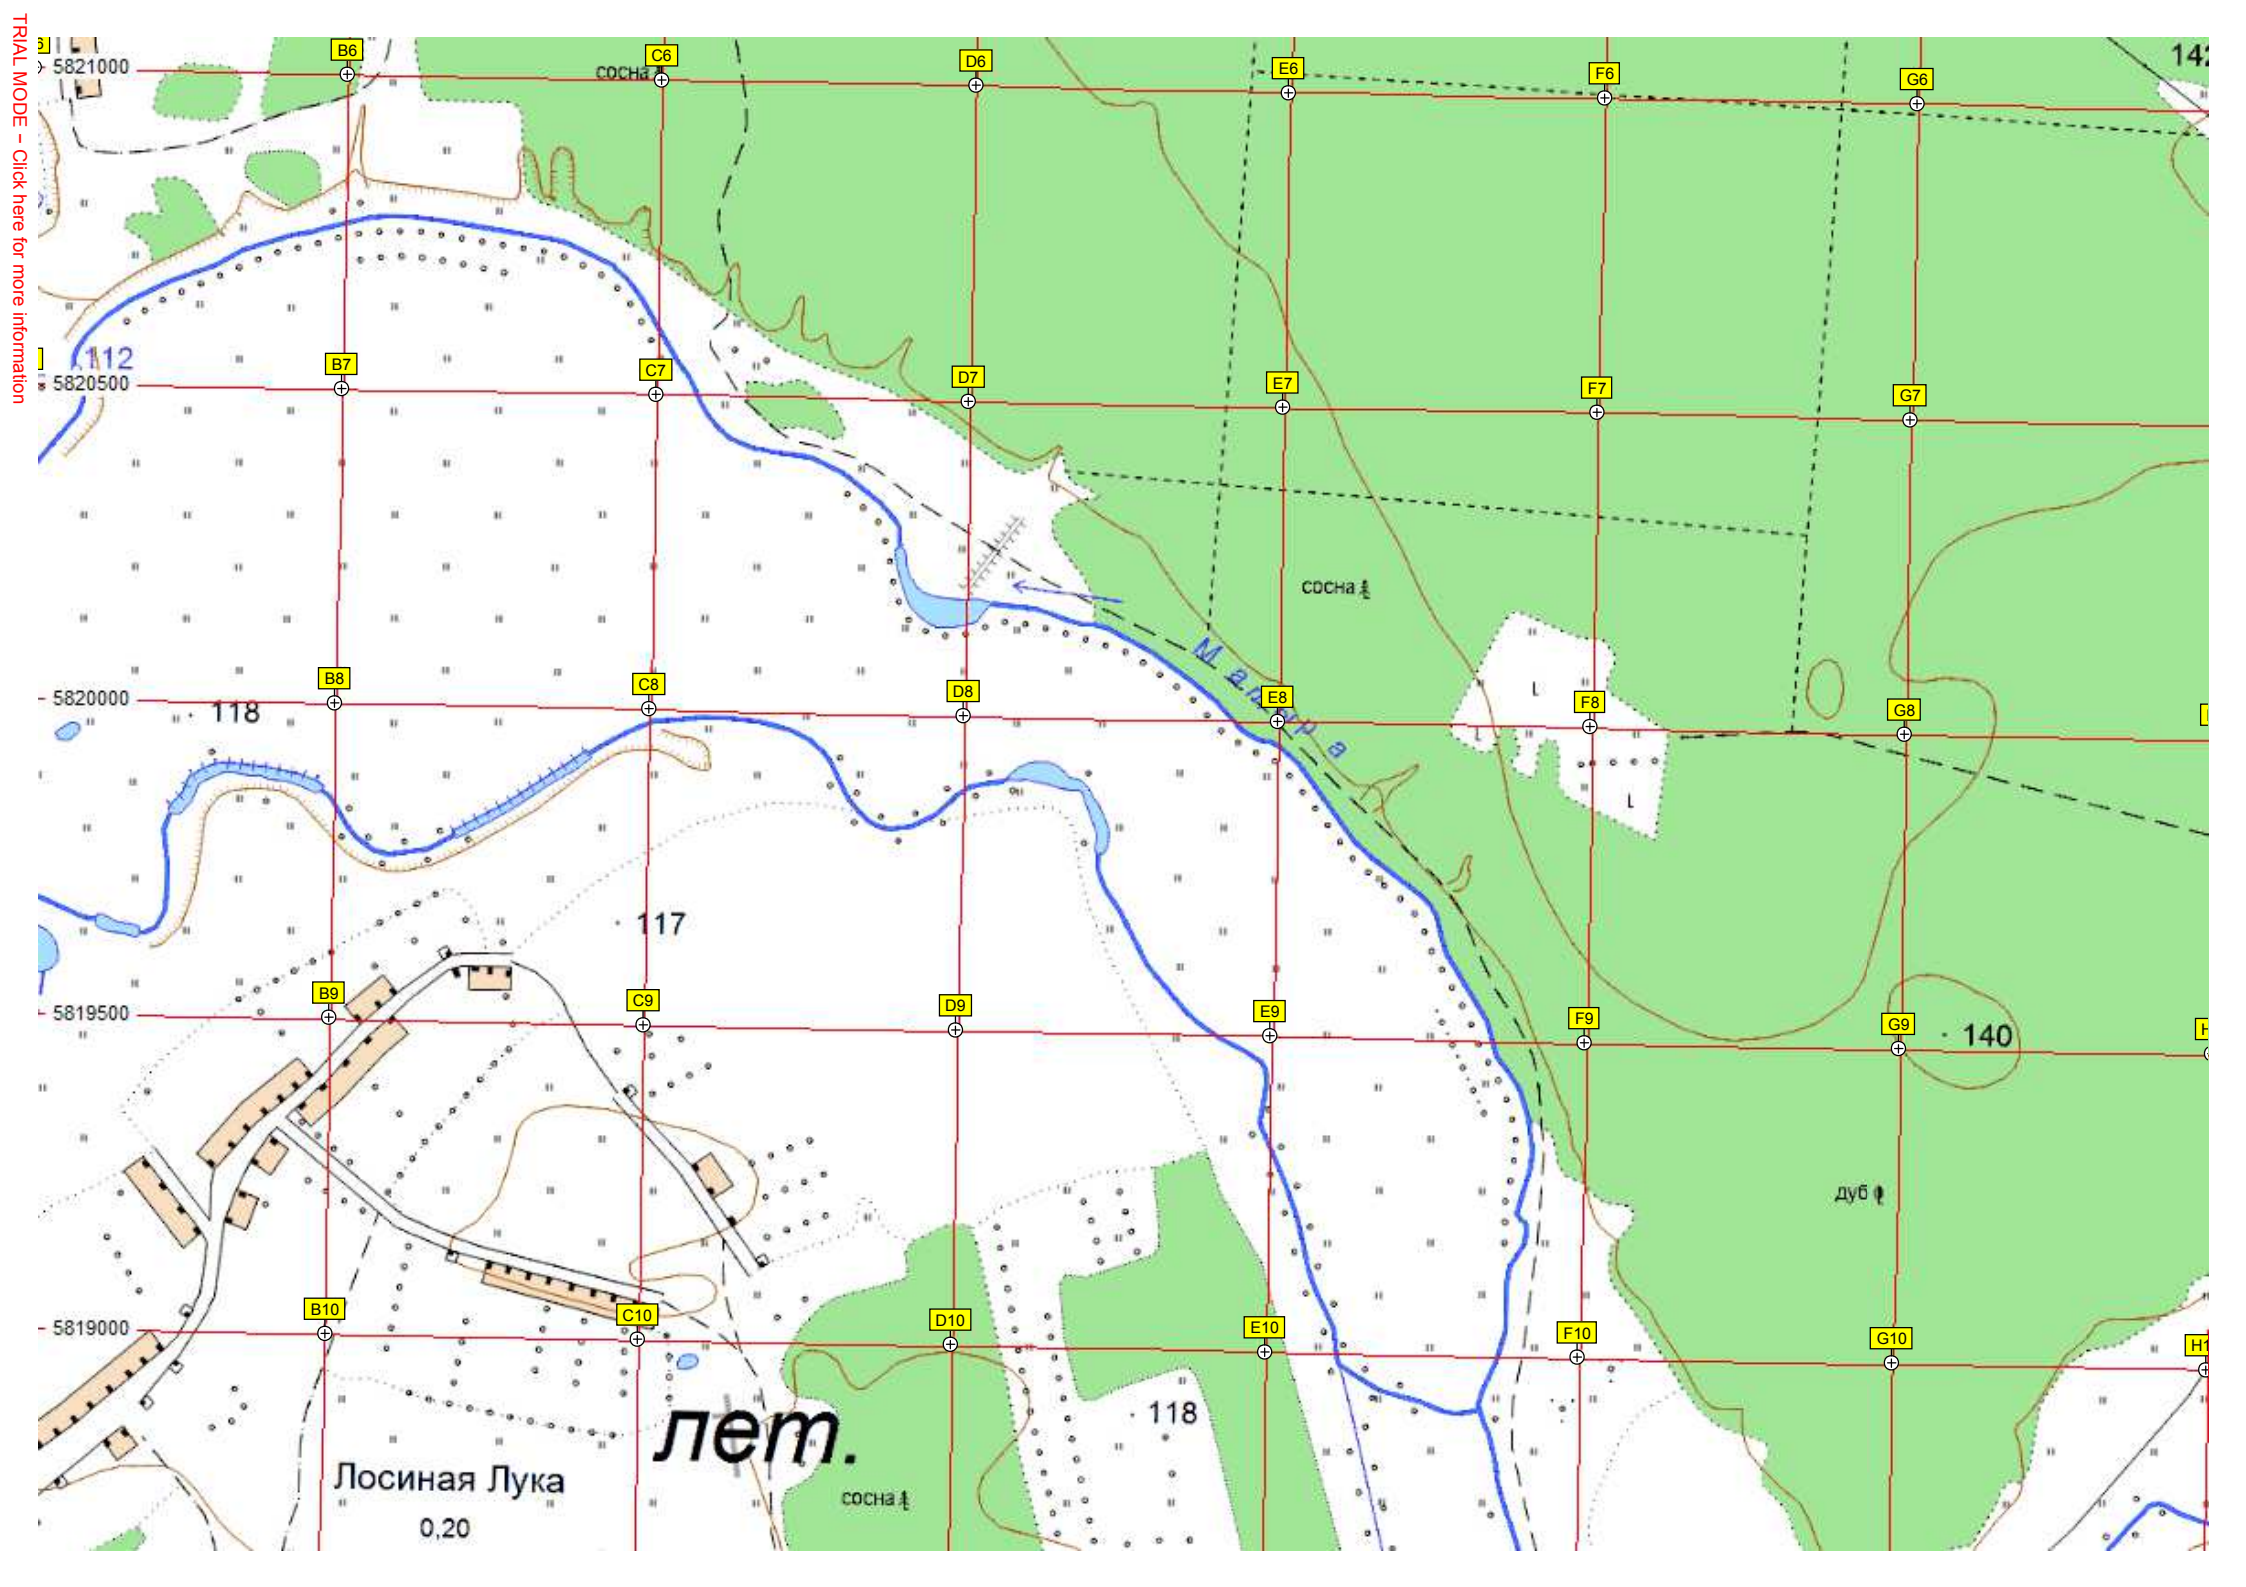 TRIAL MODE − Click here for more information
B6
C6
D6
E6
F6
G6
5821000
сосна
142
112
B7
C7
D7
E7
F7
G7
5820500
сосна
Матыра
B8
C8
D8
E8
F8
G8
5820000
118
117
B9
C9
D9
E9
F9
G9
5819500
140
дуб
B10
C10
D10
E10
F10
G10
H1
5819000
лет.
118
Лосиная Лука
0,20
сосна